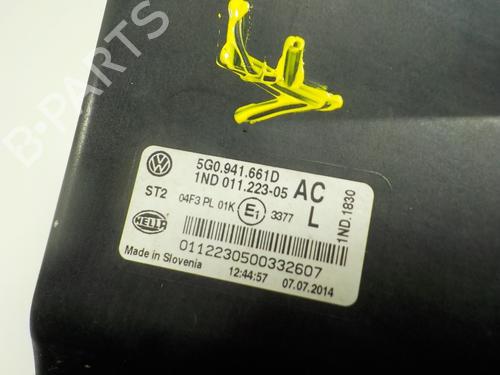 B-PARTS
5G0.941.661D
1ND 011.223-05
AC
L
1ND.1830
ST2
04F3 PL 01K
E1
3377
HELLA
Made in Slovenia
0112230500332607
12:44:57
07.07.2014